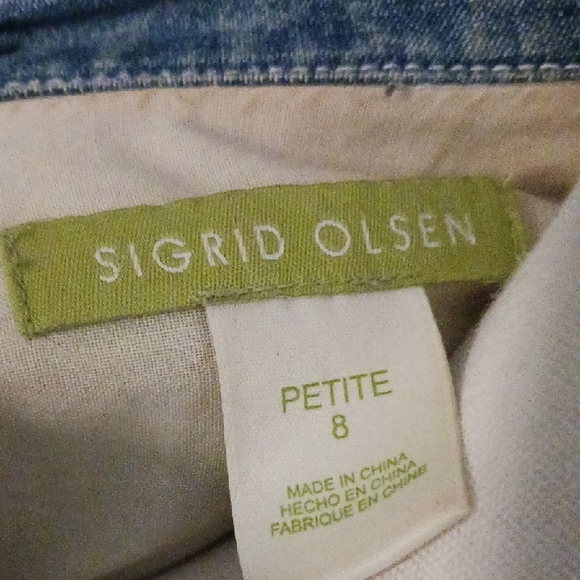 SIGRID OLSEN
PETITE
8
MADE IN CHINA
HECHO EN CHINA
FABRIQUE EN CHINE